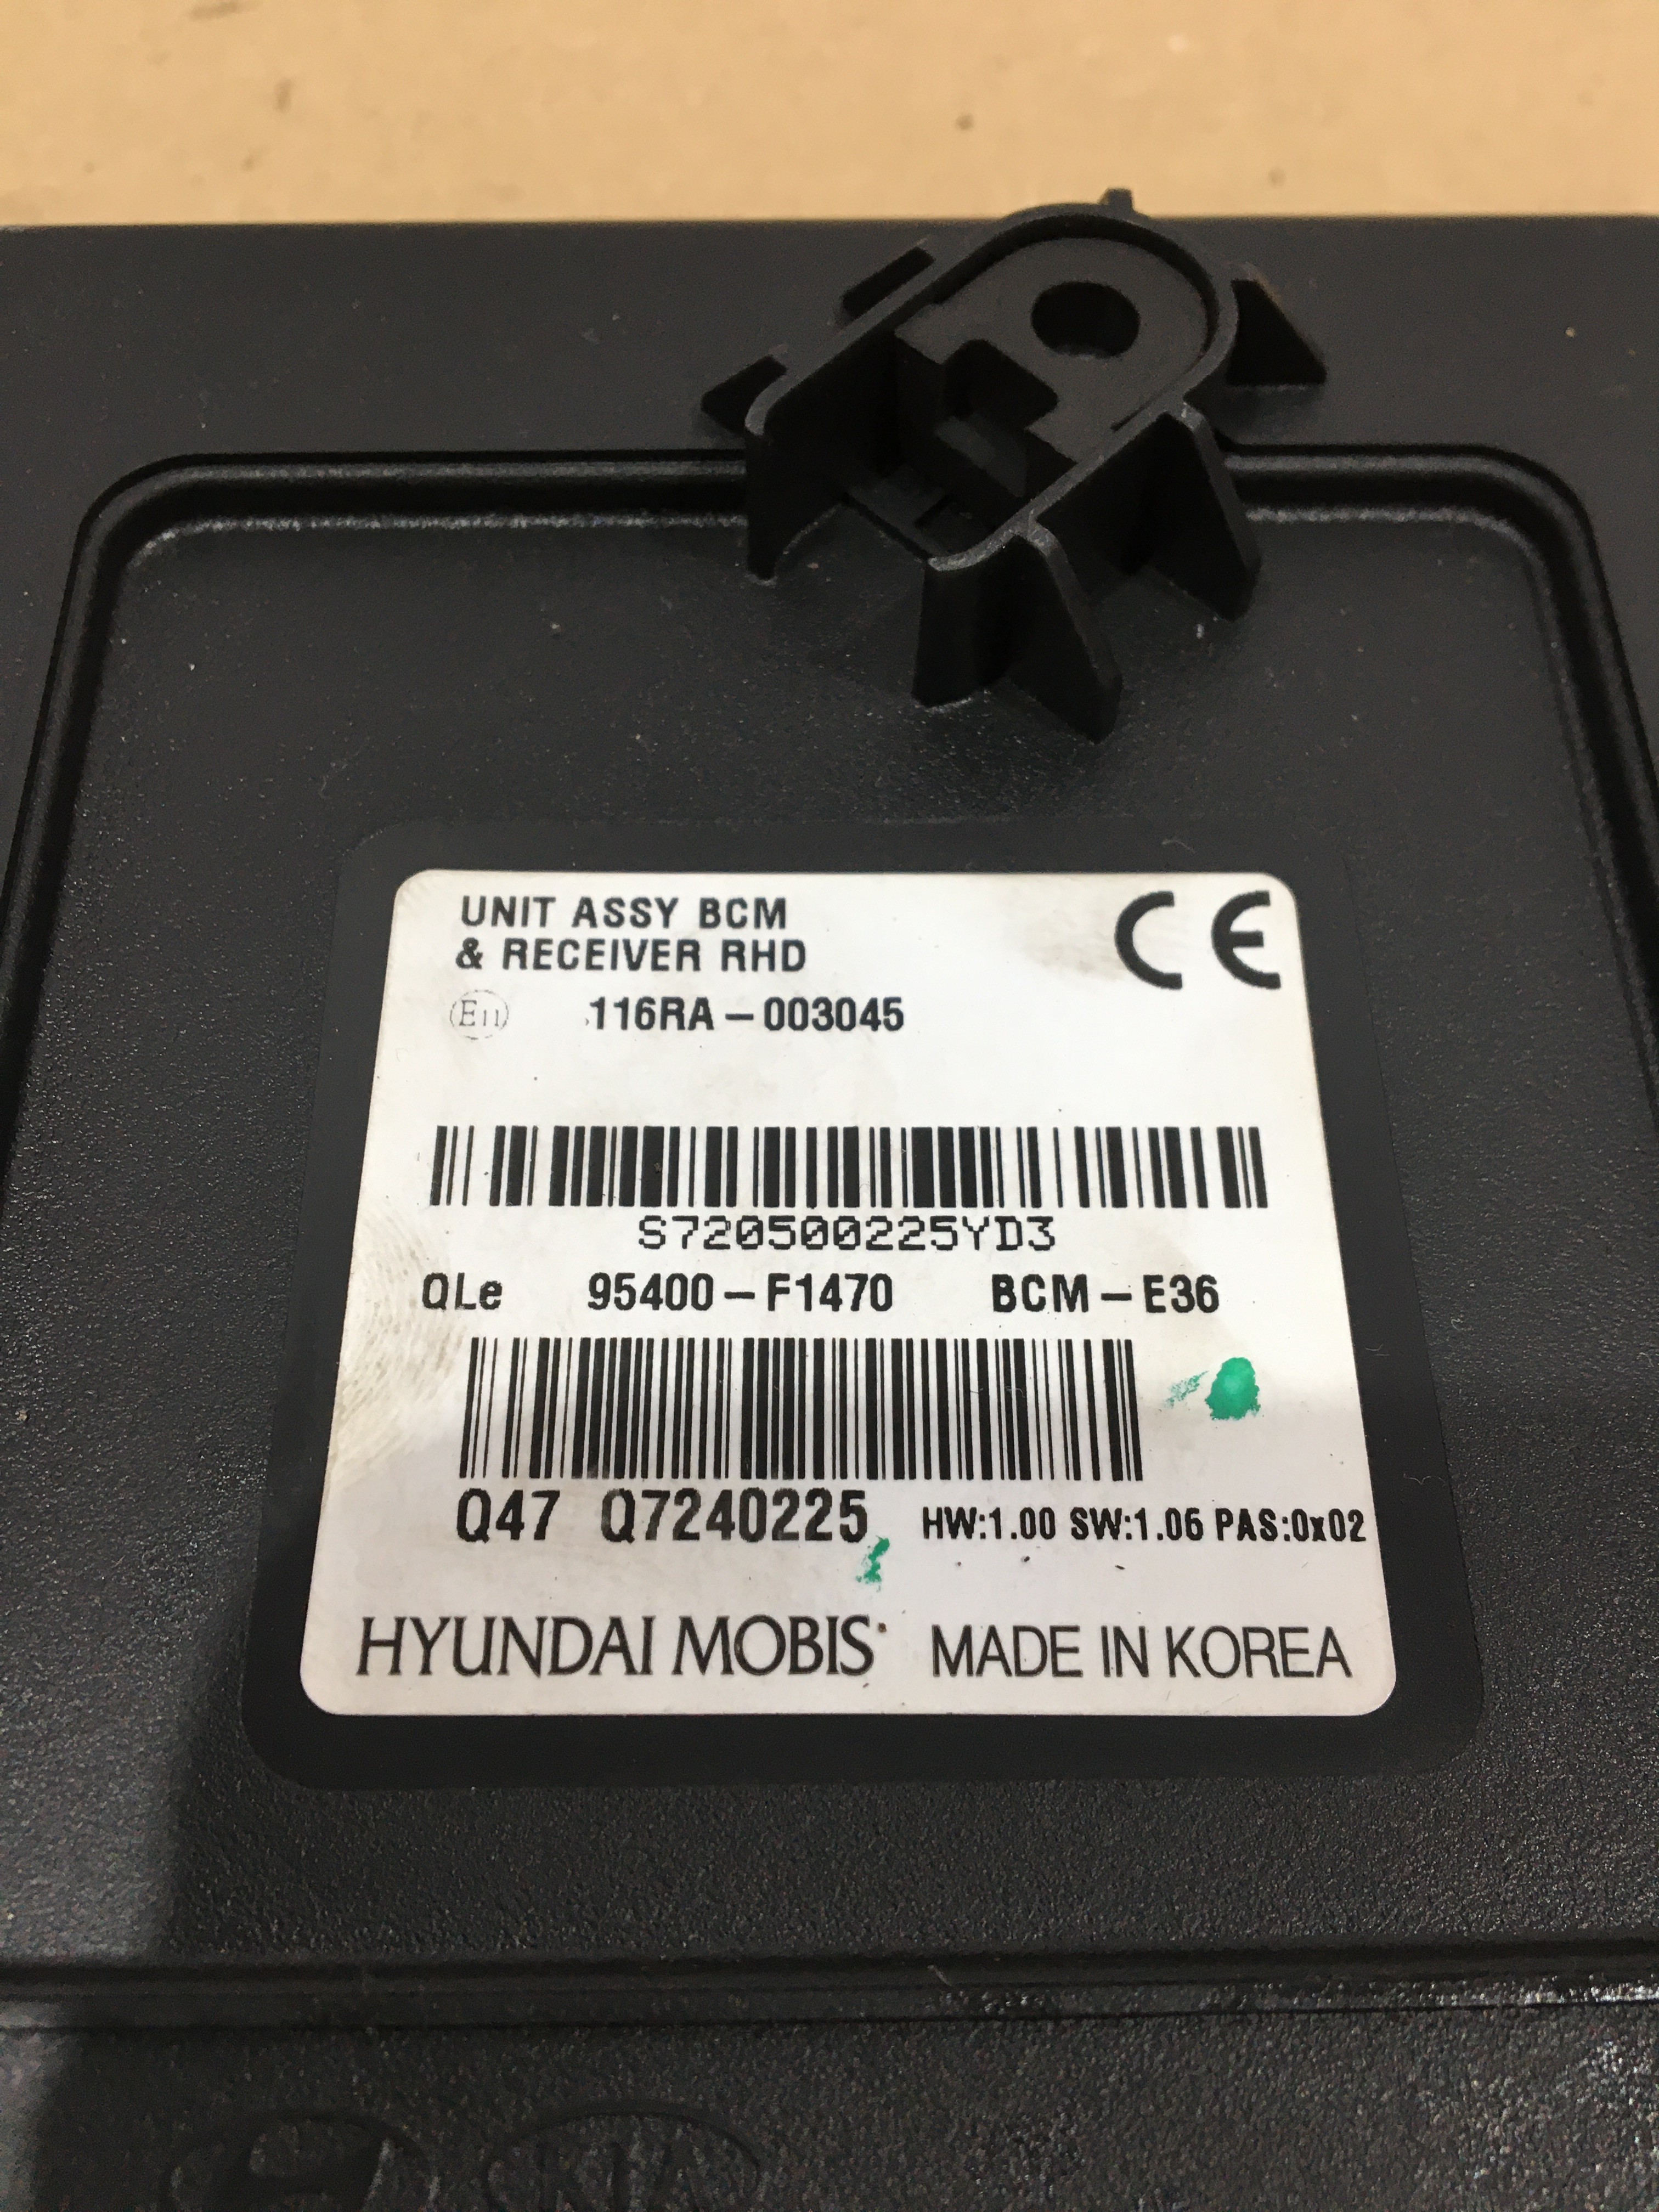 UNIT ASSY BCM
& RECEIVER RHD
CE
E11 116RA-003045
S720500225YD3
QLe 95400-F1470 BCM-E36
Q47 Q7240225 HW:1.00 SW:1.06 PAS:0x02
HYUNDAI MOBIS MADE IN KOREA